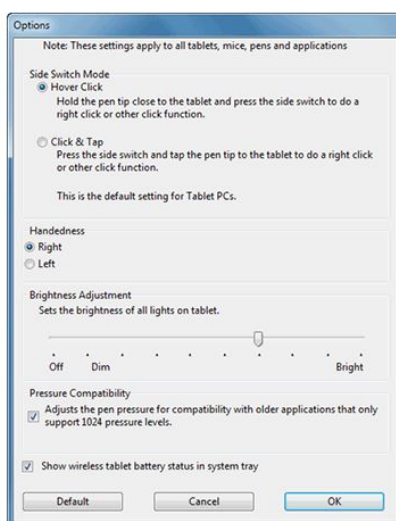 Options
Note: These settings apply to all tablets, mice, pens and applications
Side Switch Mode
Hover Click
Hold the pen tip close to the tablet and press the side switch to do a
right click or other click function.
Click & Tap
Press the side switch and tap the pen tip to the tablet to do a right click
or other click function.
This is the default setting for Tablet PCs.
Handedness
Right
Left
Brightness Adjustment
Sets the brightness of all lights on tablet.
Off Dim Bright
Pressure Compatibility
Adjusts the pen pressure for compatibility with older applications that only
support 1024 pressure levels.
Show wireless tablet battery status in system tray
Default Cancel OK